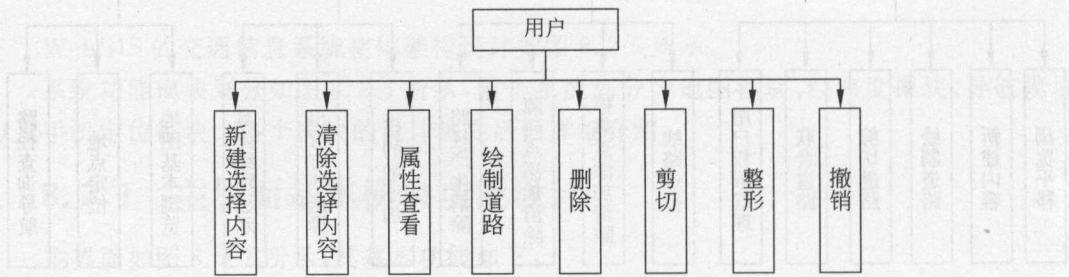 用户
新建选择内容
清除选择内容
属性查看
绘制道路
删除
剪切
整形
撤销